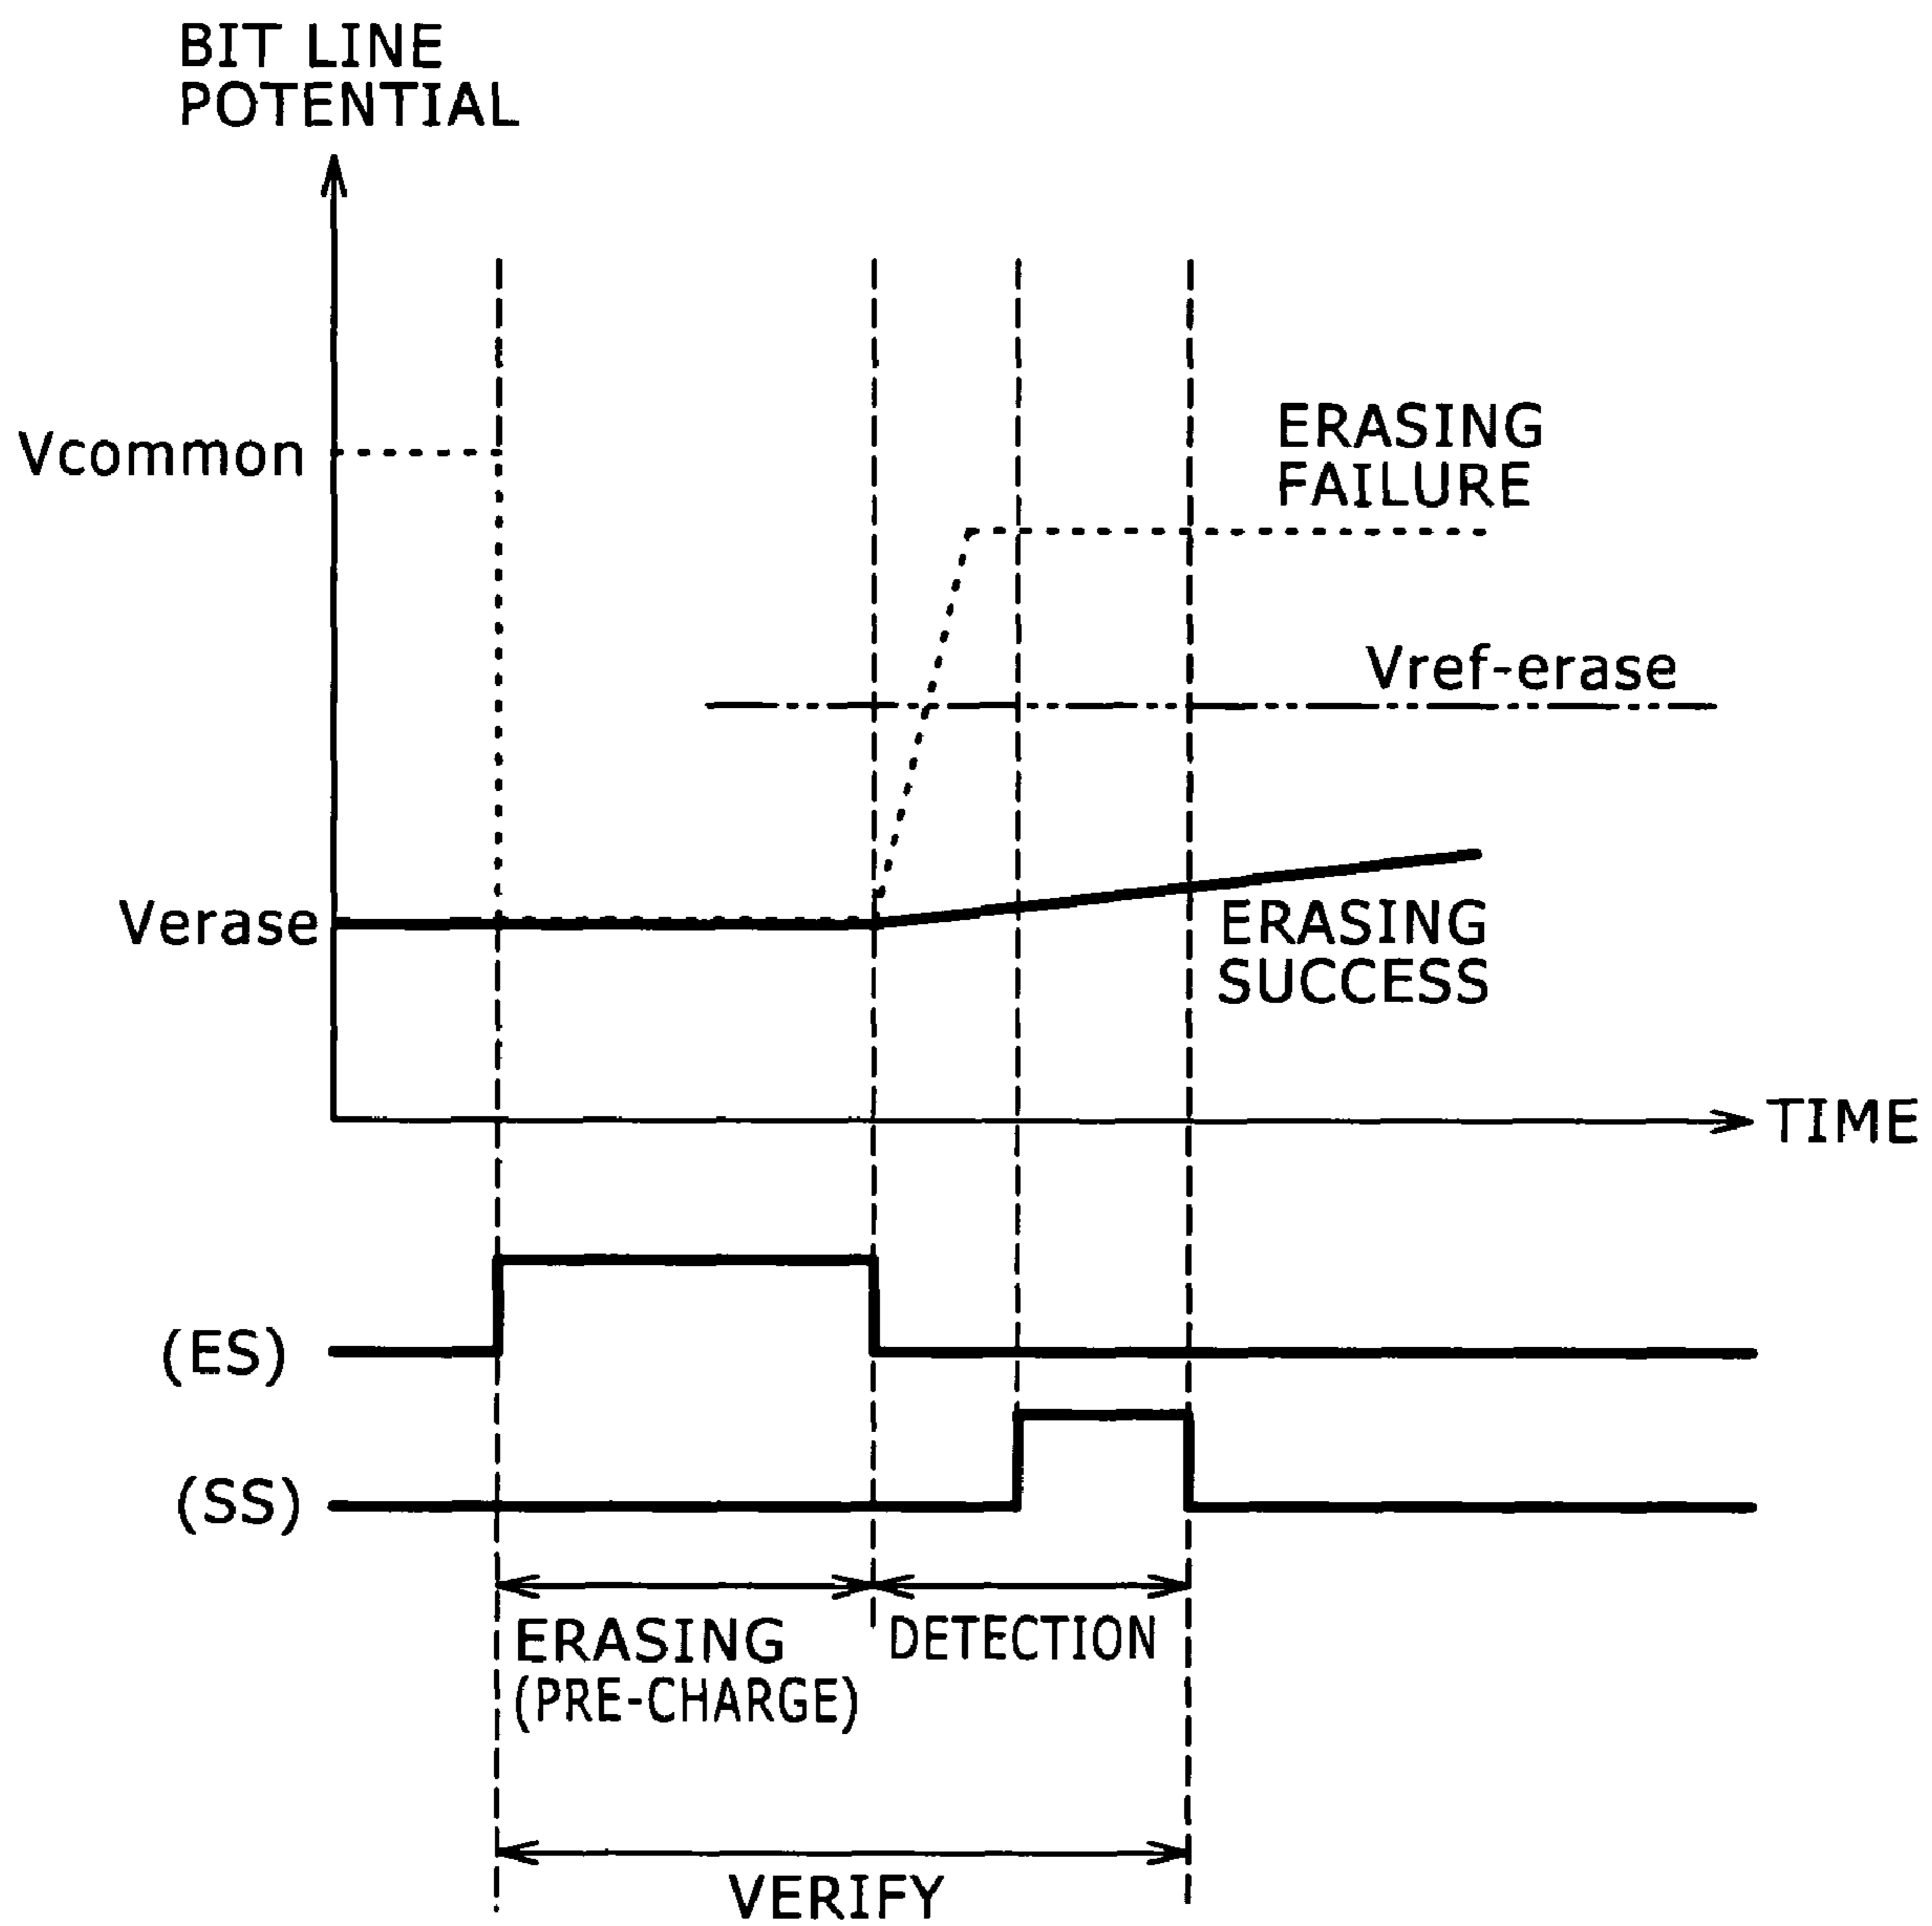 BIT LINE
POTENTIAL
Vcommon
ERASING
FAILURE
Vref-erase
Verase
ERASING
SUCCESS
TIME
(ES)
(SS)
ERASING
(PRE-CHARGE)
DETECTION
VERIFY